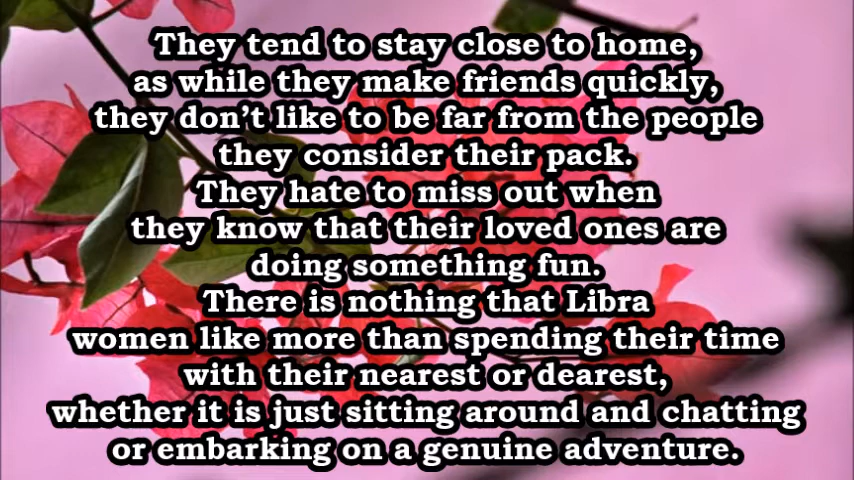 They tend to stay close to home,
as while they make friends quickly,
they don’t like to be far from the people
they consider their pack.
They hate to miss out when
they know that their loved ones are
doing something fun.
There is nothing that Libra
women like more than spending their time
with their nearest or dearest,
whether it is just sitting around and chatting
or embarking on a genuine adventure.